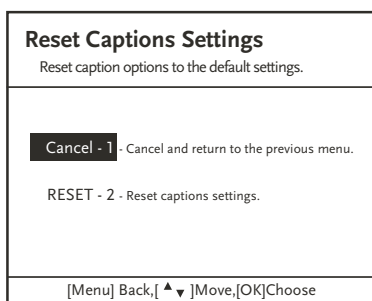 Reset Captions Settings
Reset caption options to the default settings.
Cancel - 1 - Cancel and return to the previous menu.
RESET - 2 - Reset captions settings.
[Menu] Back,[ ▲▼ ]Move,[OK]Choose